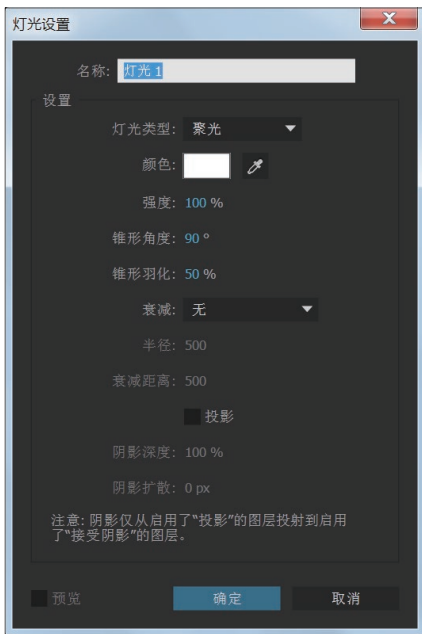 灯光设置
名称: 灯光 1
设置
灯光类型: 聚光
颜色:
强度: 100 %
锥形角度: 90 °
锥形羽化: 50 %
衰减: 无
半径: 500
衰减距离: 500
投影
阴影深度: 100 %
阴影扩散: 0 px
注意: 阴影仅从启用了“投影”的图层投射到启用
了“接受阴影”的图层。
预览 确定 取消